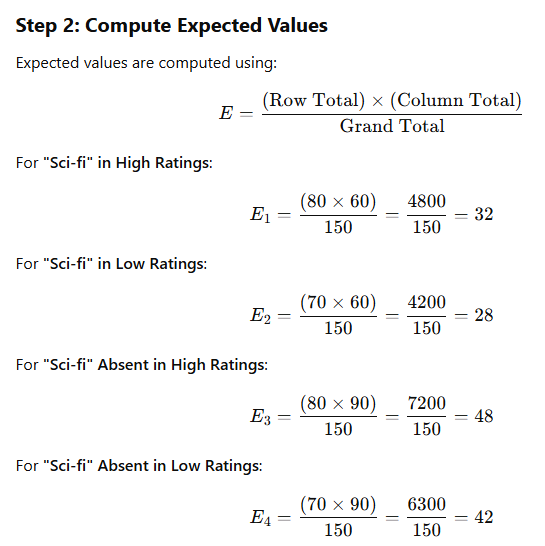 Step 2: Compute Expected Values
Expected values are computed using:
E = (Row Total) × (Column Total) / Grand Total
For "Sci-fi" in High Ratings:
E₁ = (80 × 60) / 150 = 4800 / 150 = 32
For "Sci-fi" in Low Ratings:
E₂ = (70 × 60) / 150 = 4200 / 150 = 28
For "Sci-fi" Absent in High Ratings:
E₃ = (80 × 90) / 150 = 7200 / 150 = 48
For "Sci-fi" Absent in Low Ratings:
E₄ = (70 × 90) / 150 = 6300 / 150 = 42